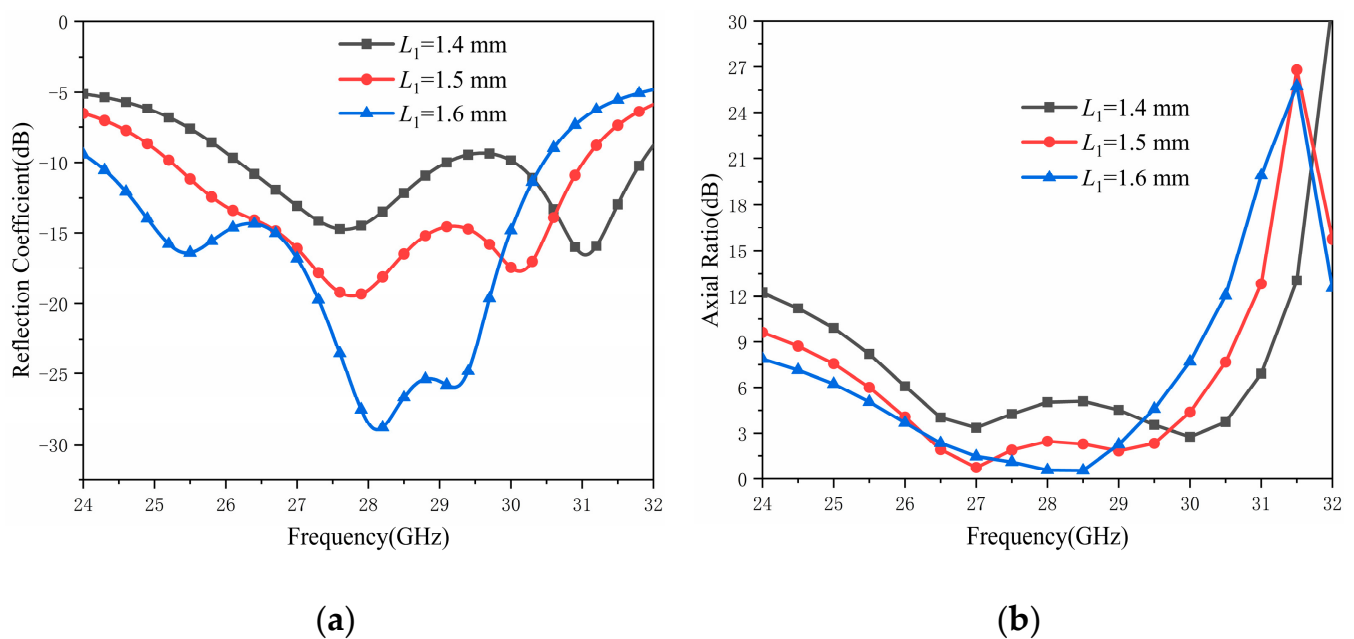 0
−5
−10
−15
−20
−25
−30
Reflection Coefficient(dB)
L₁=1.4 mm
L₁=1.5 mm
L₁=1.6 mm
24 25 26 27 28 29 30 31 32
Frequency(GHz)
(a)
30
27
24
21
18
15
12
9
6
3
0
Axial Ratio(dB)
L₁=1.4 mm
L₁=1.5 mm
L₁=1.6 mm
24 25 26 27 28 29 30 31 32
Frequency(GHz)
(b)